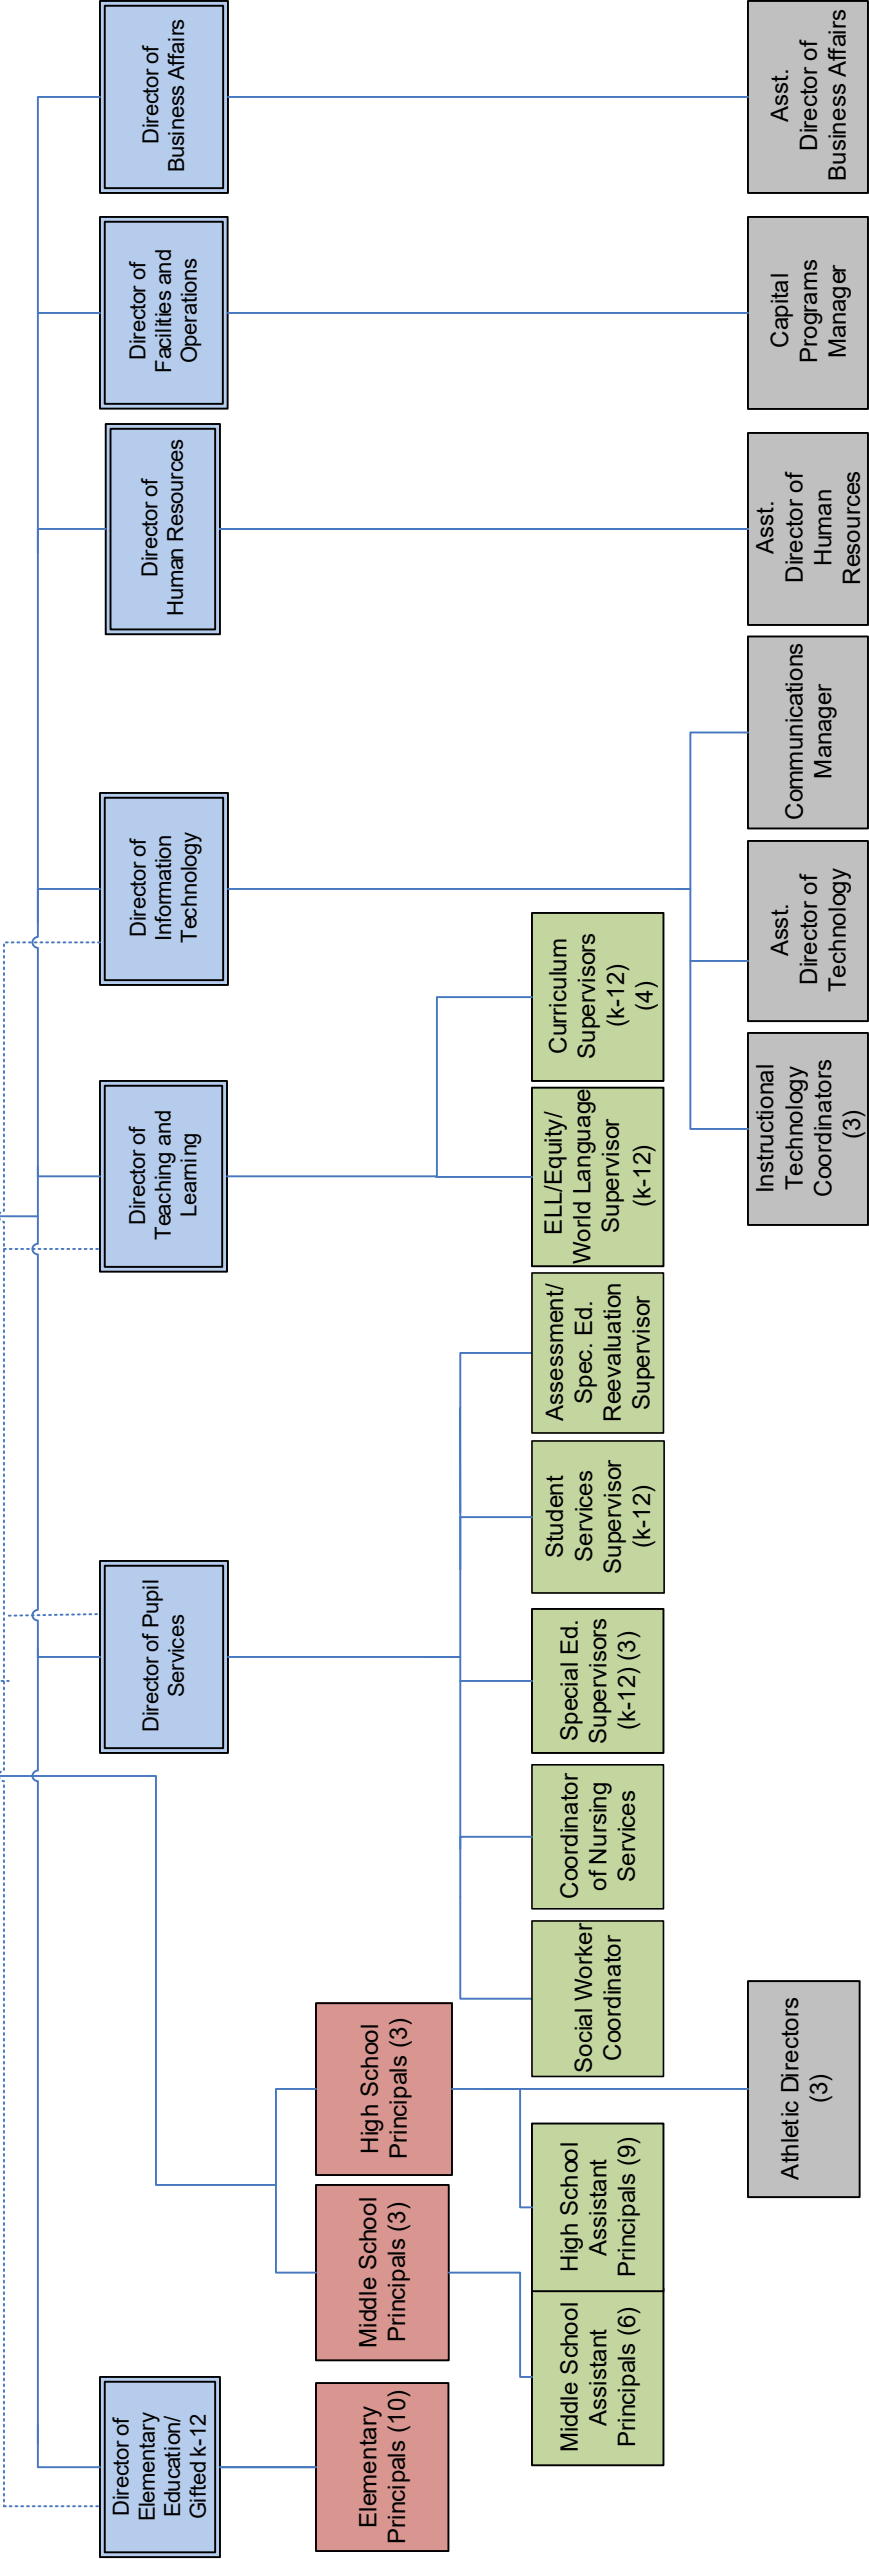 Director of
Elementary
Education/
Gifted k-12
Director of Pupil
Services
Director of
Teaching and
Learning
Director of
Information
Technology
Director of
Human Resources
Director of
Facilities and
Operations
Director of
Business Affairs
Elementary
Principals (10)
Middle School
Principals (3)
High School
Principals (3)
Middle School
Assistant
Principals (6)
High School
Assistant
Principals (9)
Social Worker
Coordinator
Coordinator
of Nursing
Services
Special Ed.
Supervisors
(k-12) (3)
Student
Services
Supervisor
(k-12)
Assessment/
Spec. Ed.
Reevaluation
Supervisor
ELL/Equity/
World Language
Supervisor
(k-12)
Curriculum
Supervisors
(k-12)
(4)
Athletic Directors
(3)
Instructional
Technology
Coordinators
(3)
Asst.
Director of
Technology
Communications
Manager
Asst.
Director of
Human
Resources
Capital
Programs
Manager
Asst.
Director of
Business Affairs